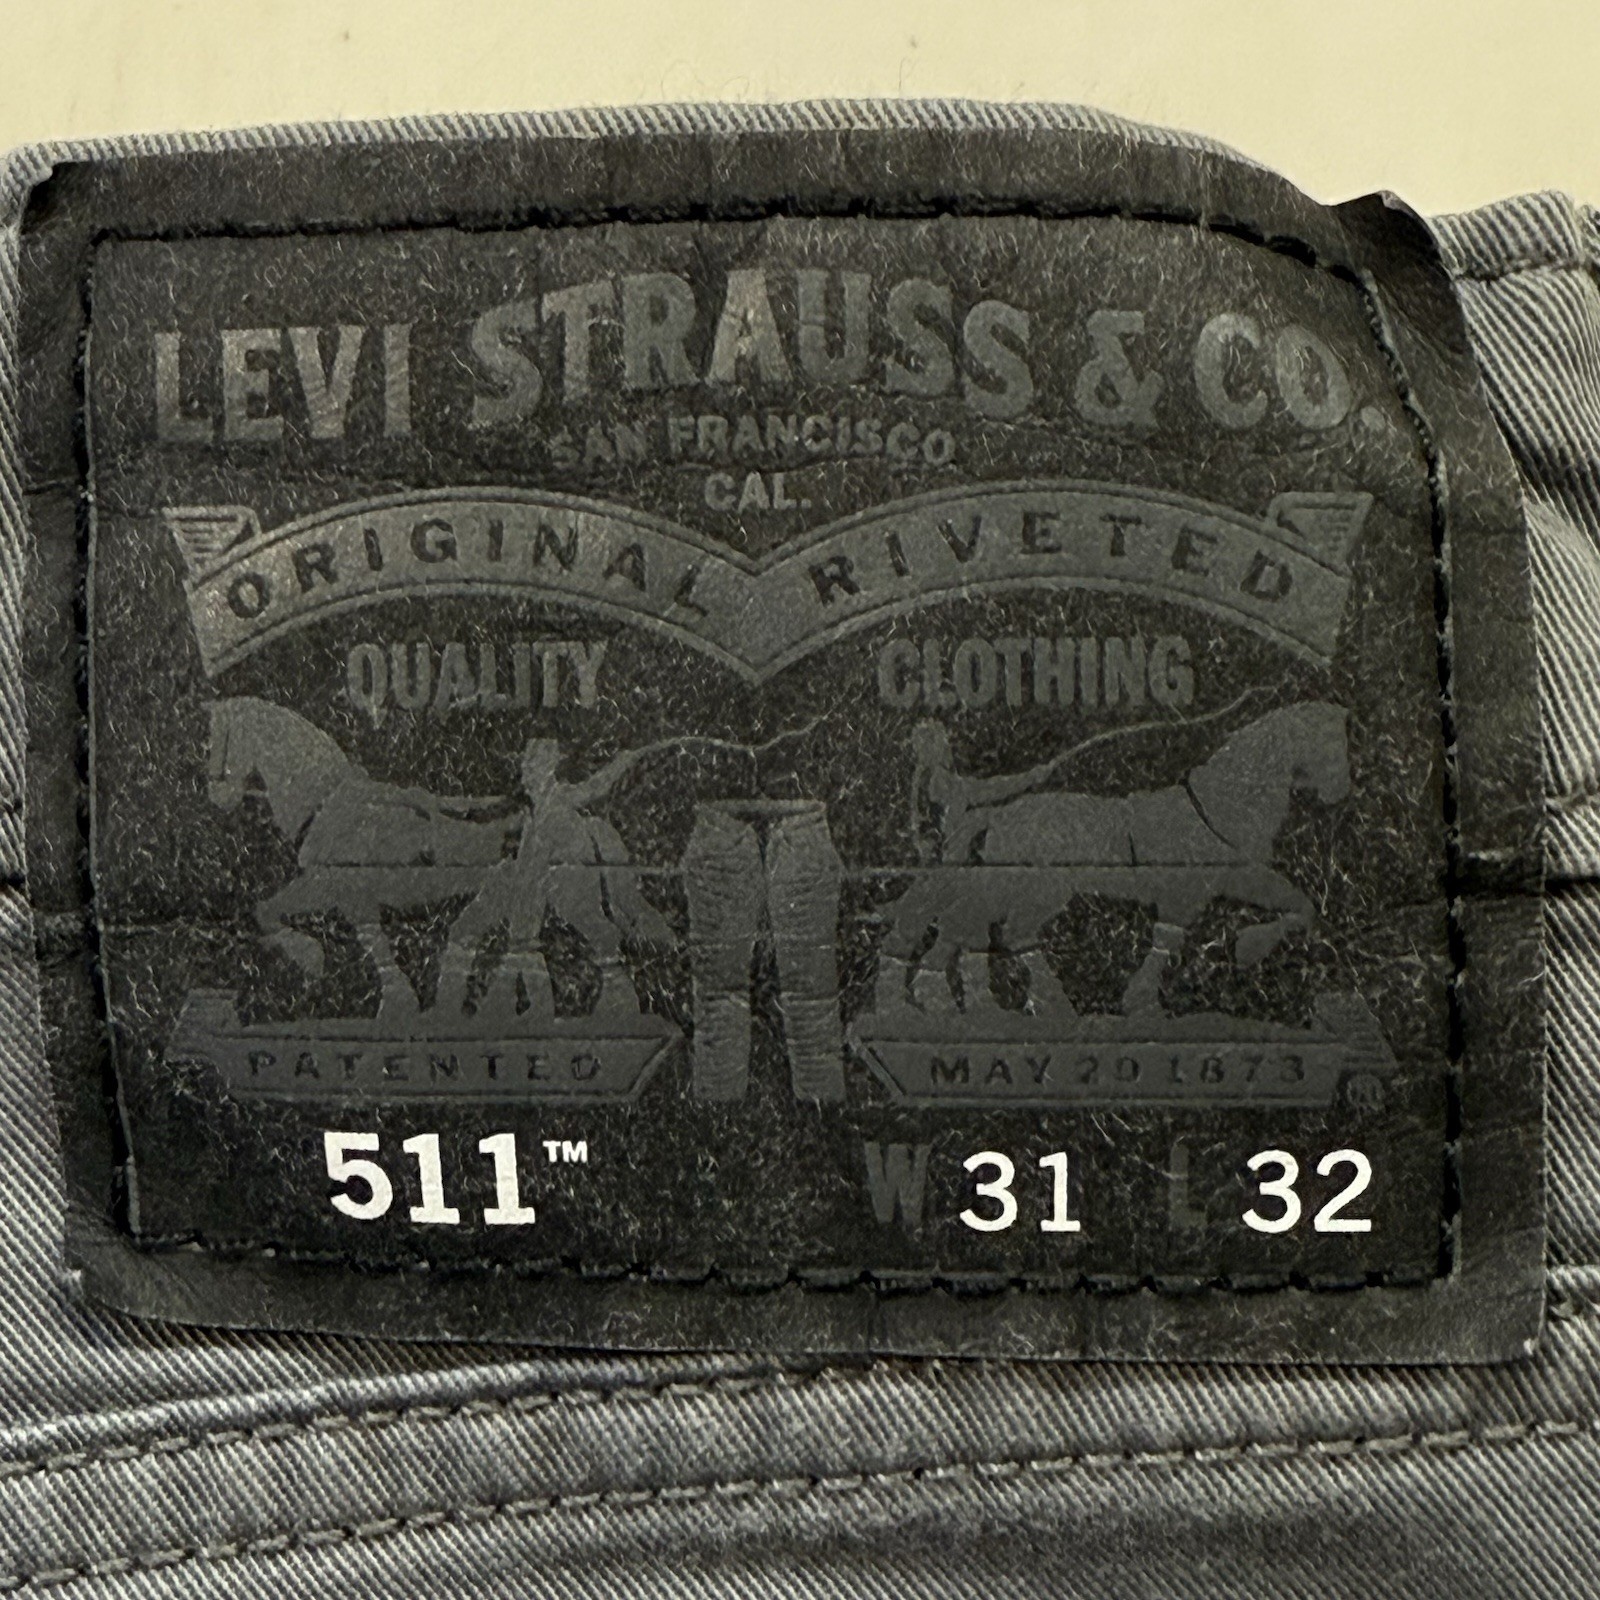 LEVI STRAUSS & CO.
SAN FRANCISCO
CAL.
ORIGINAL RIVETED
QUALITY CLOTHING
PATENTED MAY 20 1873 ®
511™ W 31 L 32